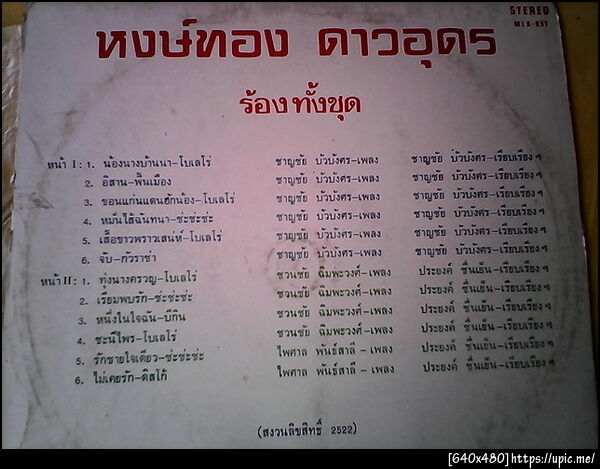 STEREO
MLX-951
หงษ์ทอง ดาวอุดร
ร้องทั้งชุด
หน้า I : 1. น้องนางบ้านนา-โบเลโร่ ชาญชัย บัวบังศร-เพลง ชาญชัย บัวบังศร-เรียบเรียง ฯ
2. อิสาน-พื้นเมือง ชาญชัย บัวบังศร-เพลง ชาญชัย บัวบังศร-เรียบเรียง ฯ
3. ขอนแก่นแดนฮักน้อง-โบเลโร่ ชาญชัย บัวบังศร-เพลง ชาญชัย บัวบังศร-เรียบเรียง ฯ
4. หมั่นไส้ฉันทนา-ช่ะช่ะช่ะ ชาญชัย บัวบังศร-เพลง ชาญชัย บัวบังศร-เรียบเรียง ฯ
5. เสื้อขาวพราวเสน่ห์-โบเลโร่ ชาญชัย บัวบังศร-เพลง ชาญชัย บัวบังศร-เรียบเรียง ฯ
6. จิ๊บ-กัวราช่า ชาญชัย บัวบังศร-เพลง ชาญชัย บัวบังศร-เรียบเรียง ฯ
หน้า II : 1. ทุ่งนางครวญ-โบเลโร่ ชวนชัย ฉิมพะวงศ์-เพลง ประยงค์ ชื่นเย็น-เรียบเรียง ฯ
2. เรียมพบรัก-ช่ะช่ะช่ะ ชวนชัย ฉิมพะวงศ์-เพลง ประยงค์ ชื่นเย็น-เรียบเรียง ฯ
3. หนึ่งในใจฉัน-บีกิน ชวนชัย ฉิมพะวงศ์-เพลง ประยงค์ ชื่นเย็น-เรียบเรียง ฯ
4. ชะนีไพร-โบเลโร่ ชวนชัย ฉิมพะวงศ์-เพลง ประยงค์ ชื่นเย็น-เรียบเรียง ฯ
5. รักชายใจเดียว-ช่ะช่ะช่ะ ไพศาล พันธ์สาลี - เพลง ประยงค์ ชื่นเย็น-เรียบเรียง ฯ
6. ไม่เคยรัก-ดิสโก้ ไพศาล พันธ์สาลี - เพลง ประยงค์ ชื่นเย็น-เรียบเรียง ฯ
(สงวนลิขสิทธิ์ 2522)
[640x480]https://upic.me/